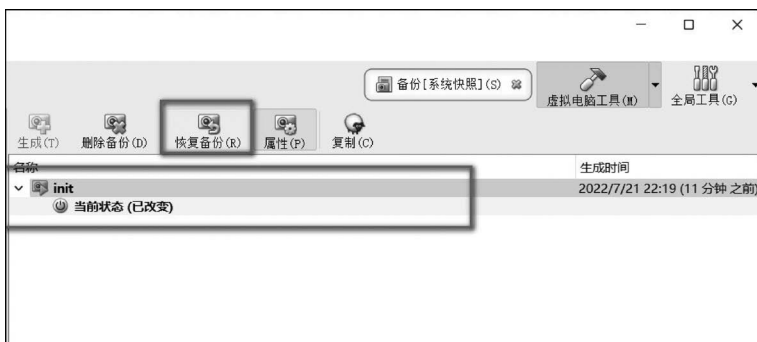 备份[系统快照](S)
虚拟电脑工具(M)
全局工具(G)
生成(T)
删除备份(D)
恢复备份(R)
属性(P)
复制(C)
名称
生成时间
init
2022/7/21 22:19 (11 分钟 之前)
当前状态 (已改变)